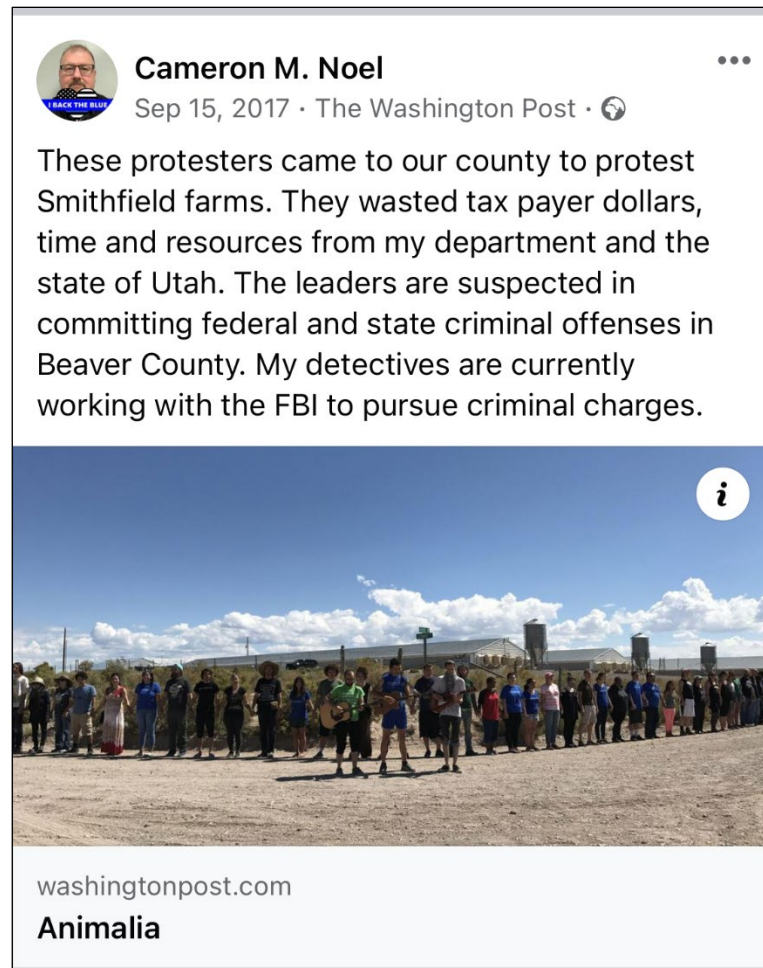 Cameron M. Noel
Sep 15, 2017 · The Washington Post ·
I BACK THE BLUE
These protesters came to our county to protest
Smithfield farms. They wasted tax payer dollars,
time and resources from my department and the
state of Utah. The leaders are suspected in
committing federal and state criminal offenses in
Beaver County. My detectives are currently
working with the FBI to pursue criminal charges.
i
washingtonpost.com
Animalia